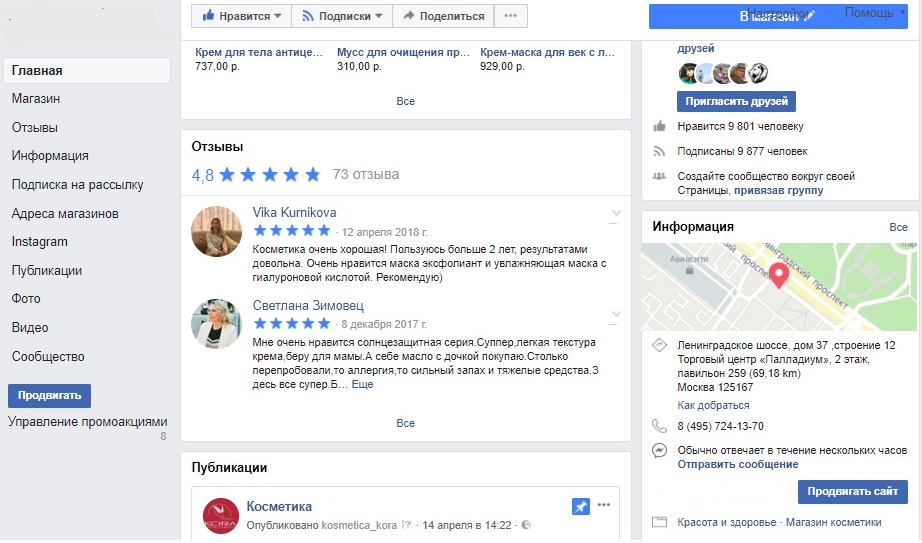 Нравится
Подписки
Поделиться
В магазин
Настройки
Помощь
Главная
Магазин
Отзывы
Информация
Подписка на рассылку
Адреса магазинов
Instagram
Публикации
Фото
Видео
Сообщество
Продвигать
Управление промоакциями
8
Крем для тела антице...
737,00 р.
Мусс для очищения пр...
310,00 р.
Крем-маска для век с л...
929,00 р.
Все
Отзывы
4,8 73 отзыва
Vika Kurnikova
· 12 апреля 2018 г.
Косметика очень хорошая! Пользуюсь больше 2 лет, результатами
довольна. Очень нравится маска эксфолиант и увлажняющая маска с
гиалуроновой кислотой. Рекомендую)
Светлана Зимовец
· 8 декабря 2017 г.
Мне очень нравится солнцезащитная серия.Суппер,легкая текстура
крема,беру для мамы.А себе масло с дочкой покупаю.Столько
перепробовали,то аллергия,то сильный запах и тяжелые средства.З
десь все супер.Б… Еще
Все
Публикации
KORA
Косметика
Опубликовано kosmetica_kora [?] · 14 апреля в 14:22 ·
друзей
Пригласить друзей
Нравится 9 801 человеку
Подписаны 9 877 человек
Создайте сообщество вокруг своей
Страницы, привязав группу
Информация Все
Авиасити
проспект
Ленинградский проспект
Ленинградское шоссе, дом 37 ,строение 12
Торговый центр «Палладиум», 2 этаж,
павильон 259 (69,18 km)
Москва 125167
Как добраться
8 (495) 724-13-70
Обычно отвечает в течение нескольких часов
Отправить сообщение
Продвигать сайт
Красота и здоровье · Магазин косметики